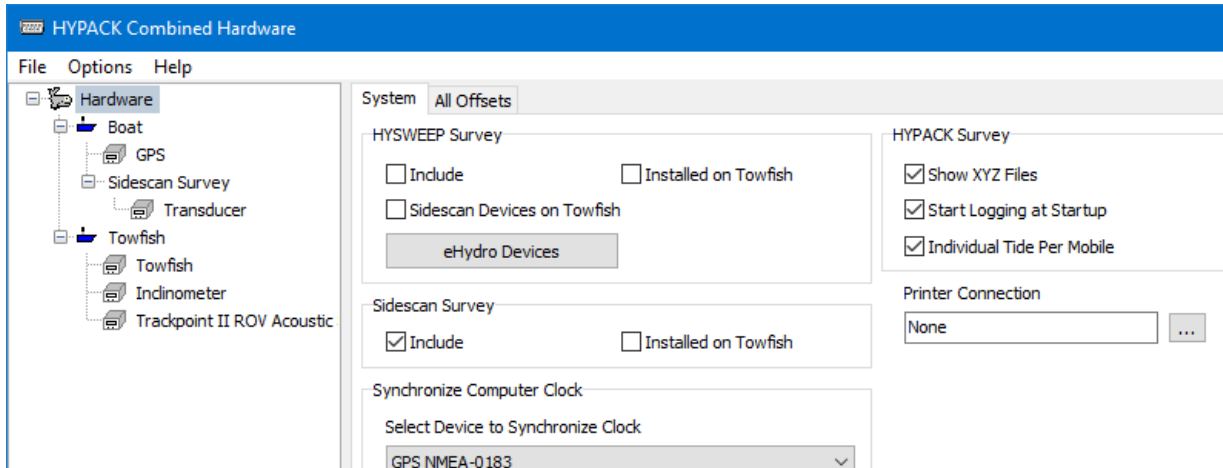 HYPACK Combined Hardware
File Options Help
Hardware
Boat
GPS
Sidescan Survey
Transducer
Towfish
Towfish
Inclinometer
Trackpoint II ROV Acoustic
System All Offsets
HYSWEEP Survey
Include Installed on Towfish
Sidescan Devices on Towfish
eHydro Devices
Sidescan Survey
Include Installed on Towfish
Synchronize Computer Clock
Select Device to Synchronize Clock
GPS NMEA-0183
HYPACK Survey
Show XYZ Files
Start Logging at Startup
Individual Tide Per Mobile
Printer Connection
None ...